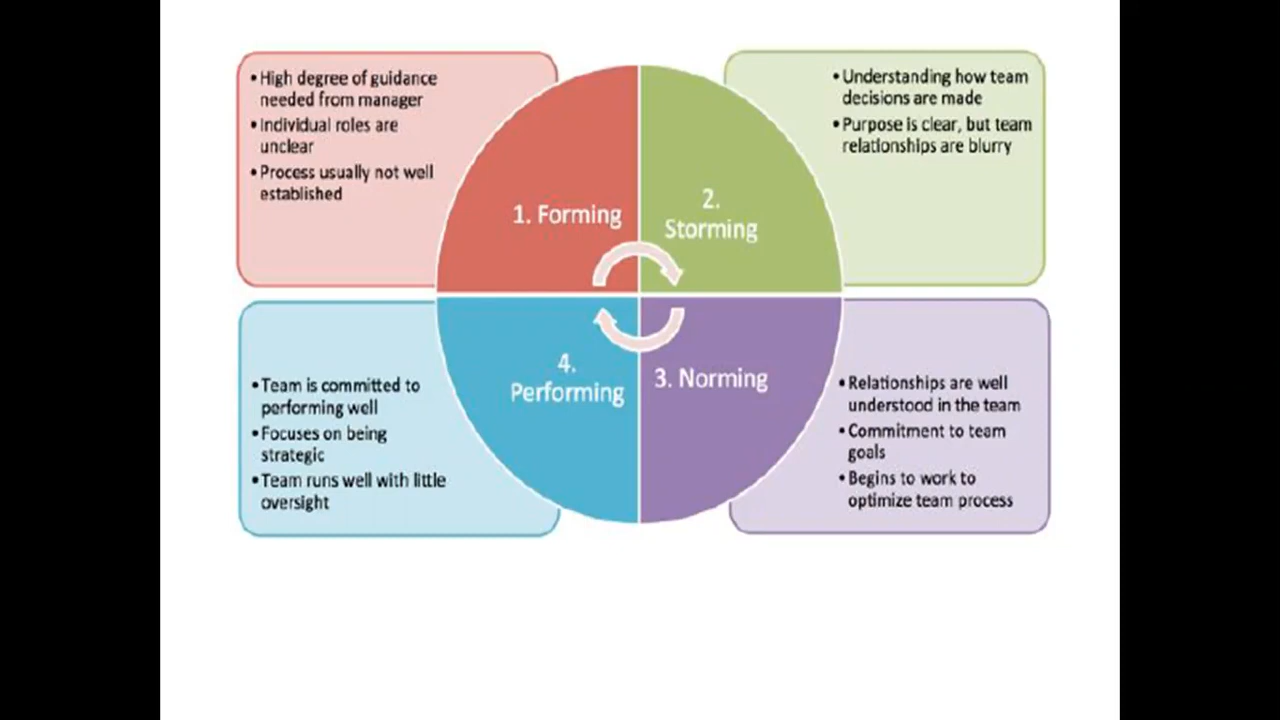 • High degree of guidance
needed from manager
• Individual roles are
unclear
• Process usually not well
established
1. Forming
2.
Storming
• Understanding how team
decisions are made
• Purpose is clear, but team
relationships are blurry
• Team is committed to
performing well
• Focuses on being
strategic
• Team runs well with little
oversight
4.
Performing
3. Norming
• Relationships are well
understood in the team
• Commitment to team
goals
• Begins to work to
optimize team process